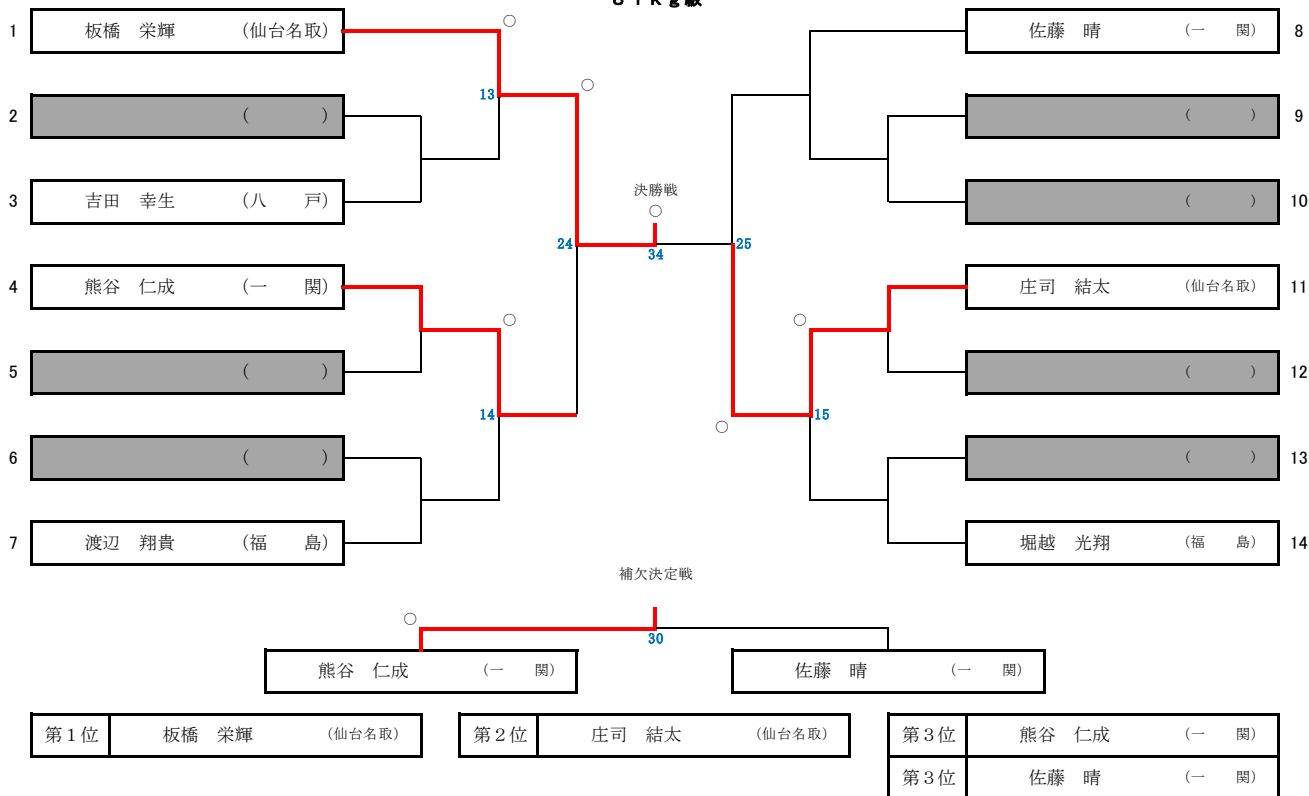 1 板橋 栄輝 (仙台名取)
2 ( )
3 吉田 幸生 (八 戸)
4 熊谷 仁成 (一 関)
5 ( )
6 ( )
7 渡辺 翔貴 (福 島)
佐藤 晴 (一 関) 8
( ) 9
( ) 10
庄司 結太 (仙台名取) 11
( ) 12
( ) 13
堀越 光翔 (福 島) 14
○
13
○
決勝戦
○
24
34
25
○
14
○
15
○
補欠決定戦
○
30
熊谷 仁成 (一 関)
佐藤 晴 (一 関)
第1位 板橋 栄輝 (仙台名取)
第2位 庄司 結太 (仙台名取)
第3位 熊谷 仁成 (一 関)
第3位 佐藤 晴 (一 関)